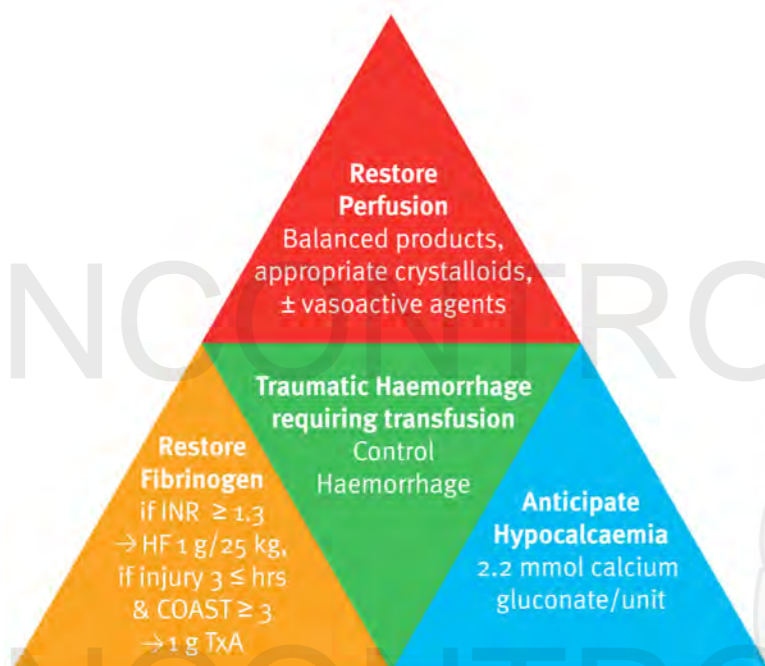 Restore
Perfusion
Balanced products,
appropriate crystalloids,
± vasoactive agents
Traumatic Haemorrhage
requiring transfusion
Control
Haemorrhage
Restore
Fibrinogen
if INR ≥ 1.3
→ HF 1 g/25 kg,
if injury 3 ≤ hrs
& COAST ≥ 3
→ 1 g TxA
Anticipate
Hypocalcaemia
2.2 mmol calcium
gluconate/unit
NCONTRO
NCONTRO